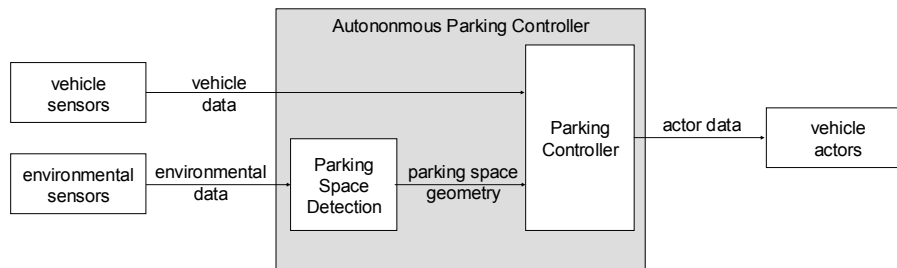 Autononmous Parking Controller
vehicle
sensors
vehicle
data
environmental
sensors
environmental
data
Parking
Space
Detection
parking space
geometry
Parking
Controller
actor data
vehicle
actors